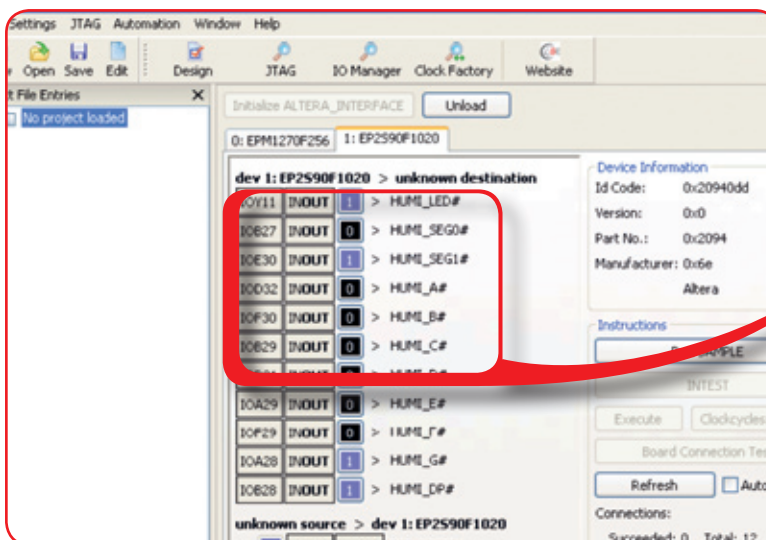 Settings JTAG Automation Window Help
Open Save Edit Design JTAG IO Manager Clock Factory Website
t File Entries X
No project loaded
Initialize ALTERA_INTERFACE Unload
0: EPM1270F256 1: EP2S90F1020
dev 1: EP2S90F1020 > unknown destination
IOY11 INOUT 1 > HUMI_LED#
IOB27 INOUT 0 > HUMI_SEG0#
IOE30 INOUT 1 > HUMI_SEG1#
IOD32 INOUT 0 > HUMI_A#
IOF30 INOUT 0 > HUMI_B#
IOB29 INOUT 0 > HUMI_C#
IOA29 INOUT 0 > HUMI_E#
IOF29 INOUT 0 > HUMI_F#
IOA28 INOUT 1 > HUMI_G#
IOB28 INOUT 1 > HUMI_DP#
unknown source > dev 1: EP2S90F1020
Device Information
Id Code: 0x20940dd
Version: 0x0
Part No.: 0x2094
Manufacturer: 0x6e
Altera
Instructions
INTEST
Execute Clockcycles
Board Connection Tes
Refresh Auto
Connections:
Succeeded: 0 Total: 12